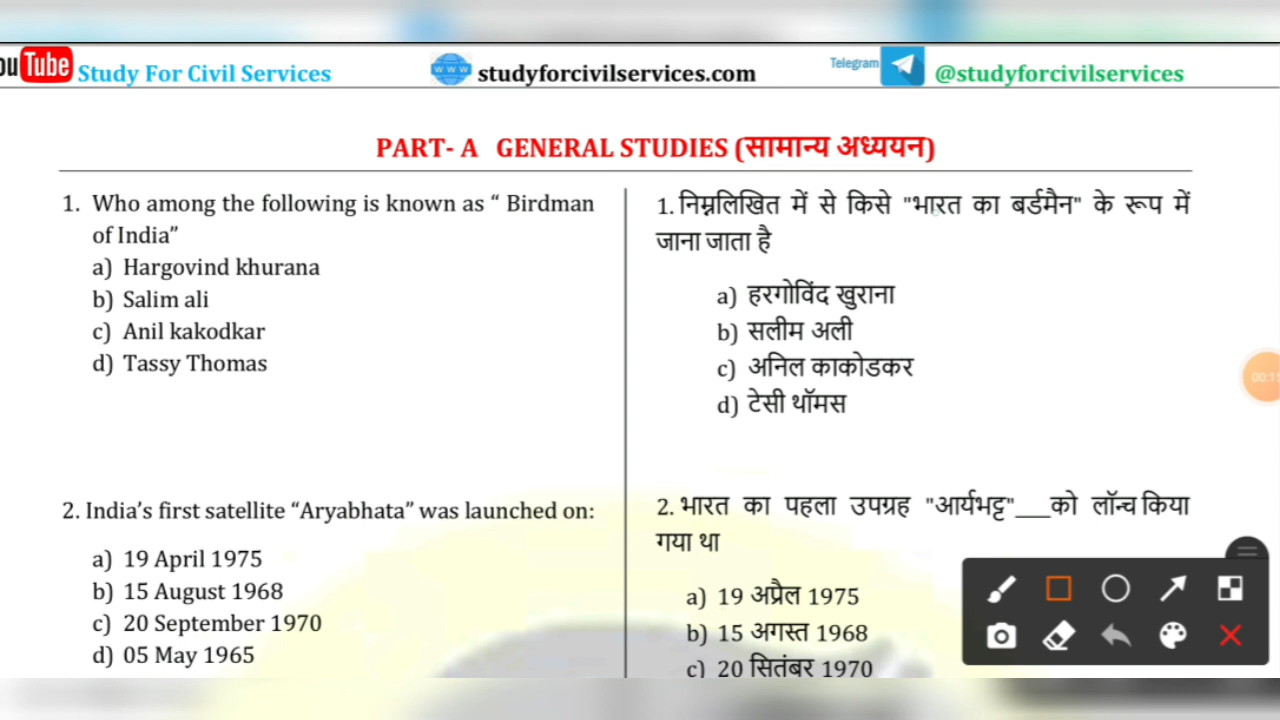 ou Tube Study For Civil Services
www studyforcivilservices.com
Telegram @studyforcivilservices
PART- A GENERAL STUDIES (सामान्य अध्ययन)
1. Who among the following is known as “ Birdman
of India”
a) Hargovind khurana
b) Salim ali
c) Anil kakodkar
d) Tassy Thomas
2. India’s first satellite “Aryabhata” was launched on:
a) 19 April 1975
b) 15 August 1968
c) 20 September 1970
d) 05 May 1965
1. निम्नलिखित में से किसे "भारत का बर्डमैन" के रूप में
जाना जाता है
a) हरगोविंद खुराना
b) सलीम अली
c) अनिल काकोडकर
d) टेसी थॉमस
2. भारत का पहला उपग्रह "आर्यभट्ट"___को लॉन्च किया
गया था
a) 19 अप्रैल 1975
b) 15 अगस्त 1968
c) 20 सितंबर 1970